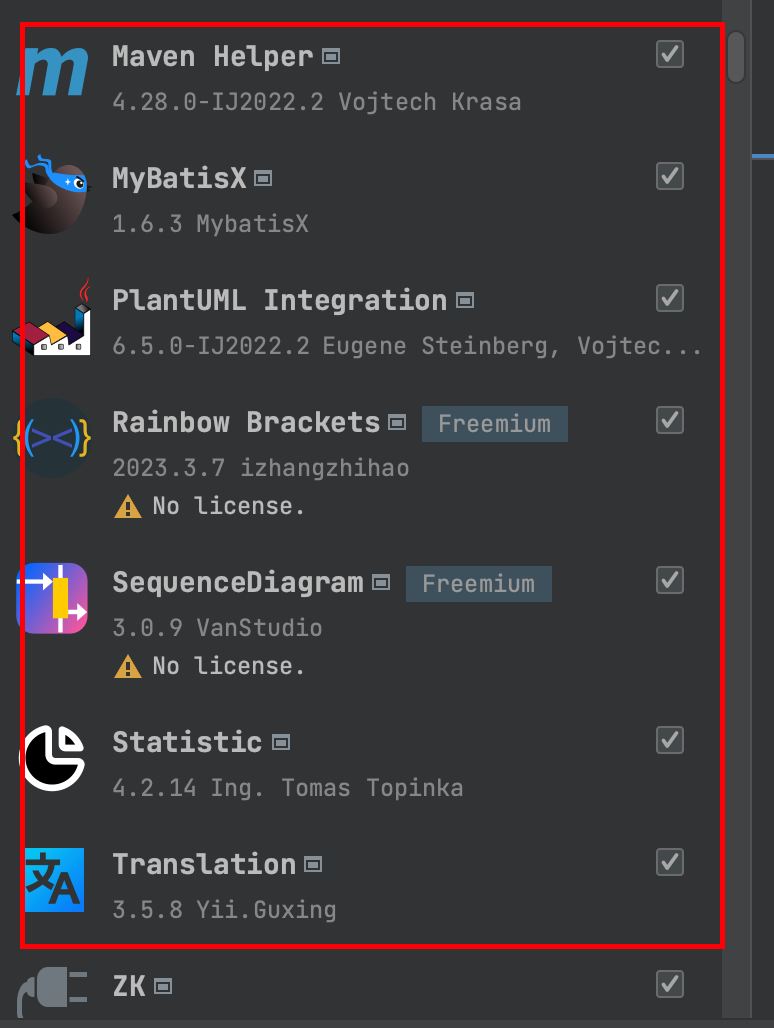 Maven Helper
4.28.0-IJ2022.2 Vojtech Krasa
MyBatisX
1.6.3 MybatisX
PlantUML Integration
6.5.0-IJ2022.2 Eugene Steinberg, Vojtec...
Rainbow Brackets Freemium
2023.3.7 izhangzhihao
No license.
SequenceDiagram Freemium
3.0.9 VanStudio
No license.
Statistic
4.2.14 Ing. Tomas Topinka
Translation
3.5.8 Yii.Guxing
ZK